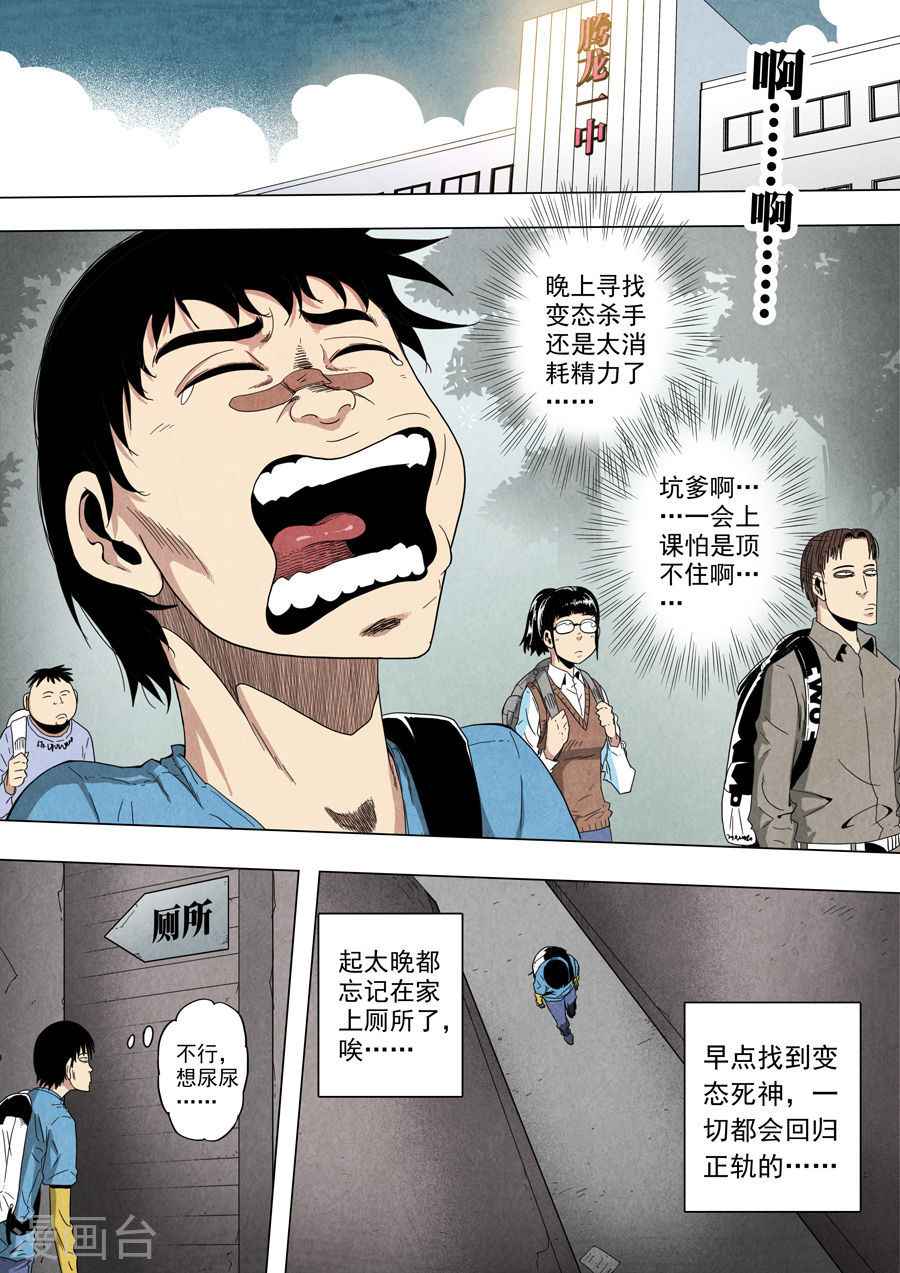 腾龙一中
啊……啊……
晚上寻找
变态杀手
还是太消
耗精力了
……
坑爹啊…
…一会上
课怕是顶
不住啊…
…
厕所
不行，
想尿尿
……
起太晚都
忘记在家
上厕所了，
唉……
早点找到变
态死神，一
切都会回归
正轨的……
漫画台